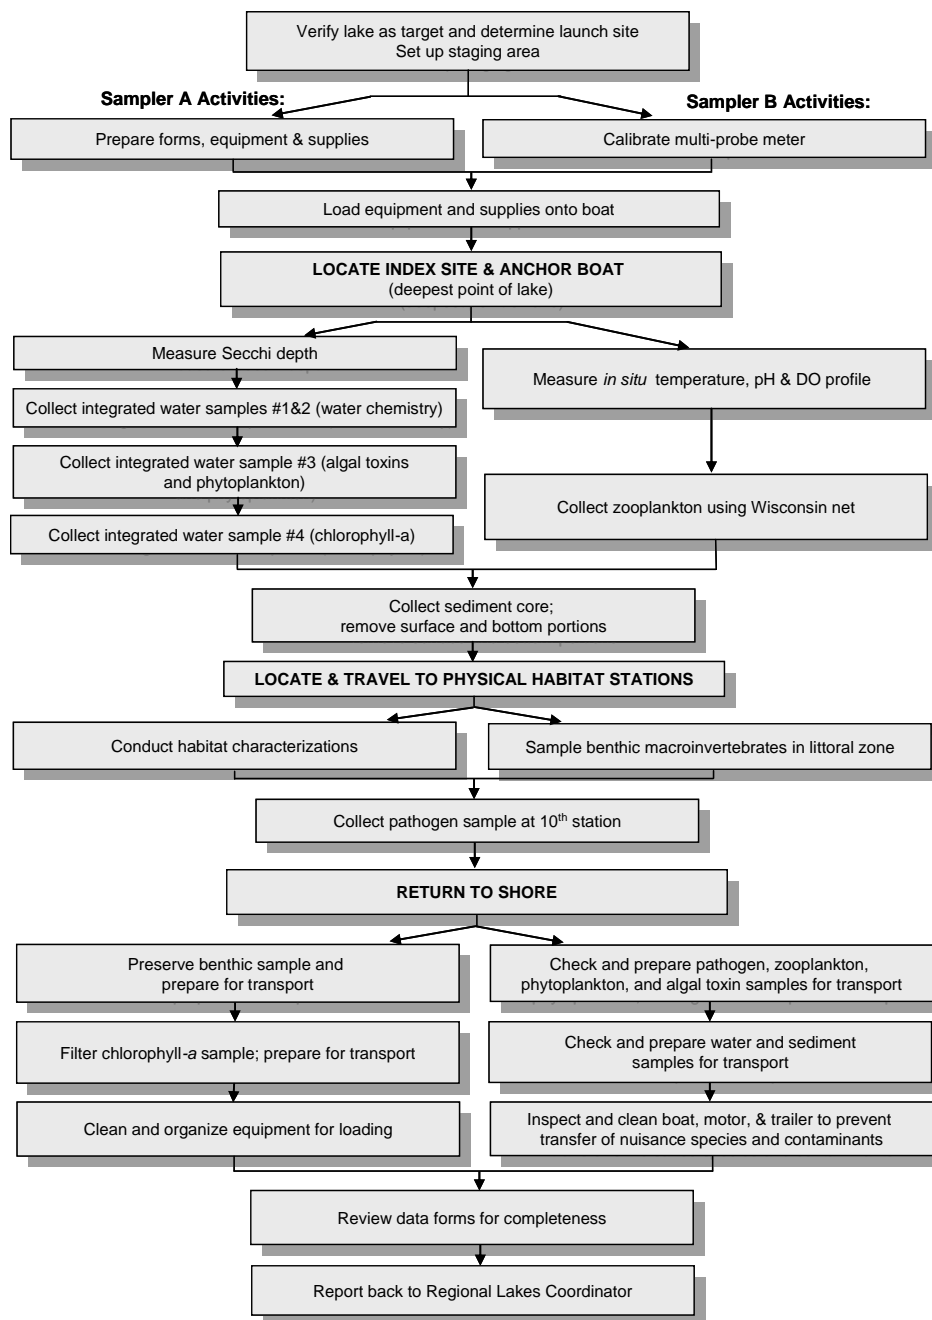 Verify lake as target and determine launch site
Set up staging area
Sampler A Activities:
Sampler B Activities:
Prepare forms, equipment & supplies
Calibrate multi-probe meter
Load equipment and supplies onto boat
LOCATE INDEX SITE & ANCHOR BOAT
(deepest point of lake)
Measure Secchi depth
Collect integrated water samples #1&2 (water chemistry)
Collect integrated water sample #3 (algal toxins
and phytoplankton)
Collect integrated water sample #4 (chlorophyll-a)
Measure in situ temperature, pH & DO profile
Collect zooplankton using Wisconsin net
Collect sediment core;
remove surface and bottom portions
LOCATE & TRAVEL TO PHYSICAL HABITAT STATIONS
Conduct habitat characterizations
Sample benthic macroinvertebrates in littoral zone
Collect pathogen sample at 10th station
RETURN TO SHORE
Preserve benthic sample and
prepare for transport
Filter chlorophyll-a sample; prepare for transport
Clean and organize equipment for loading
Check and prepare pathogen, zooplankton,
phytoplankton, and algal toxin samples for transport
Check and prepare water and sediment
samples for transport
Inspect and clean boat, motor, & trailer to prevent
transfer of nuisance species and contaminants
Review data forms for completeness
Report back to Regional Lakes Coordinator